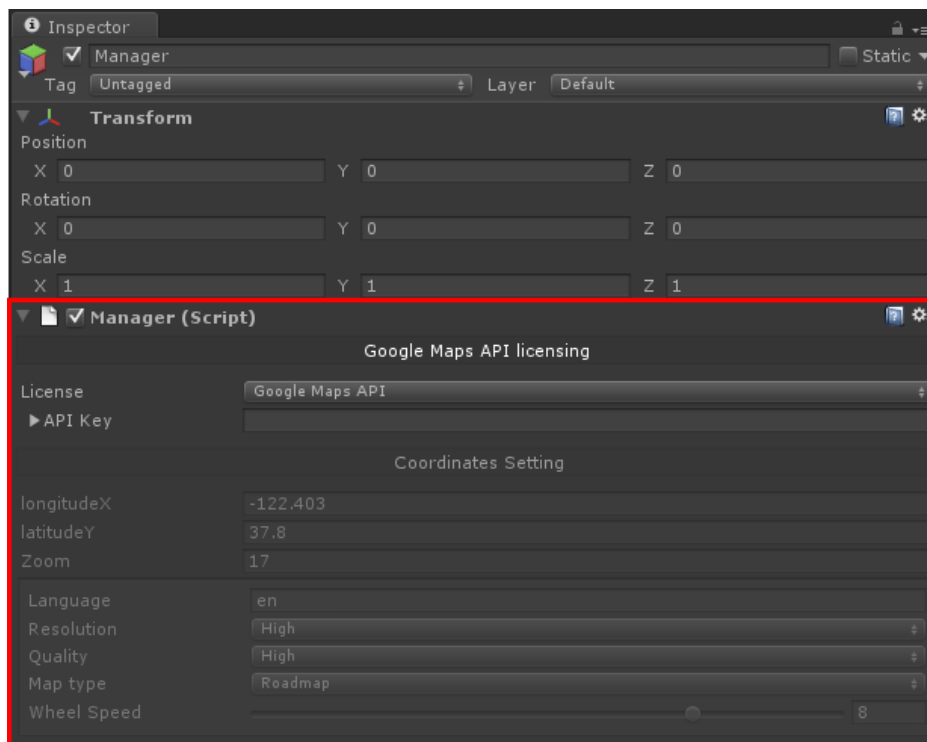 Inspector
Manager Static
Tag Untagged Layer Default
Transform
Position
X 0 Y 0 Z 0
Rotation
X 0 Y 0 Z 0
Scale
X 1 Y 1 Z 1
Manager (Script)
Google Maps API licensing
License Google Maps API
API Key
Coordinates Setting
longitudeX -122.403
latitudeY 37.8
Zoom 17
Language en
Resolution High
Quality High
Map type Roadmap
Wheel Speed 8